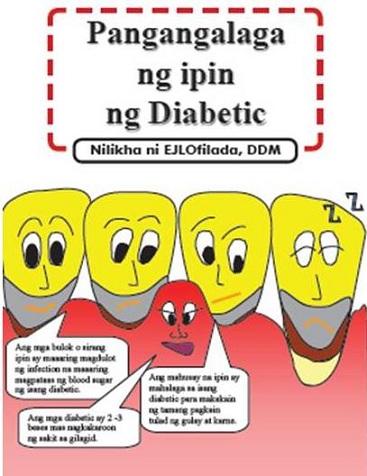 Pangangalaga
ng ipin
ng Diabetic
Nilikha ni EJLOfilada, DDM
Z Z
Ang mga bulok o sirang
ipin ay maaaring magdulot
ng infection na maaaring
magpataas ng blood sugar
ng isang diabetic.
Ang mahusay na ipin ay
mahalaga sa isang
diabetic para makakain
ng tamang pagkain
tulad ng gulay at karne.
Ang mga diabetic ay 2 -3
beses mas nagkakaroon
ng sakit sa gilagid.